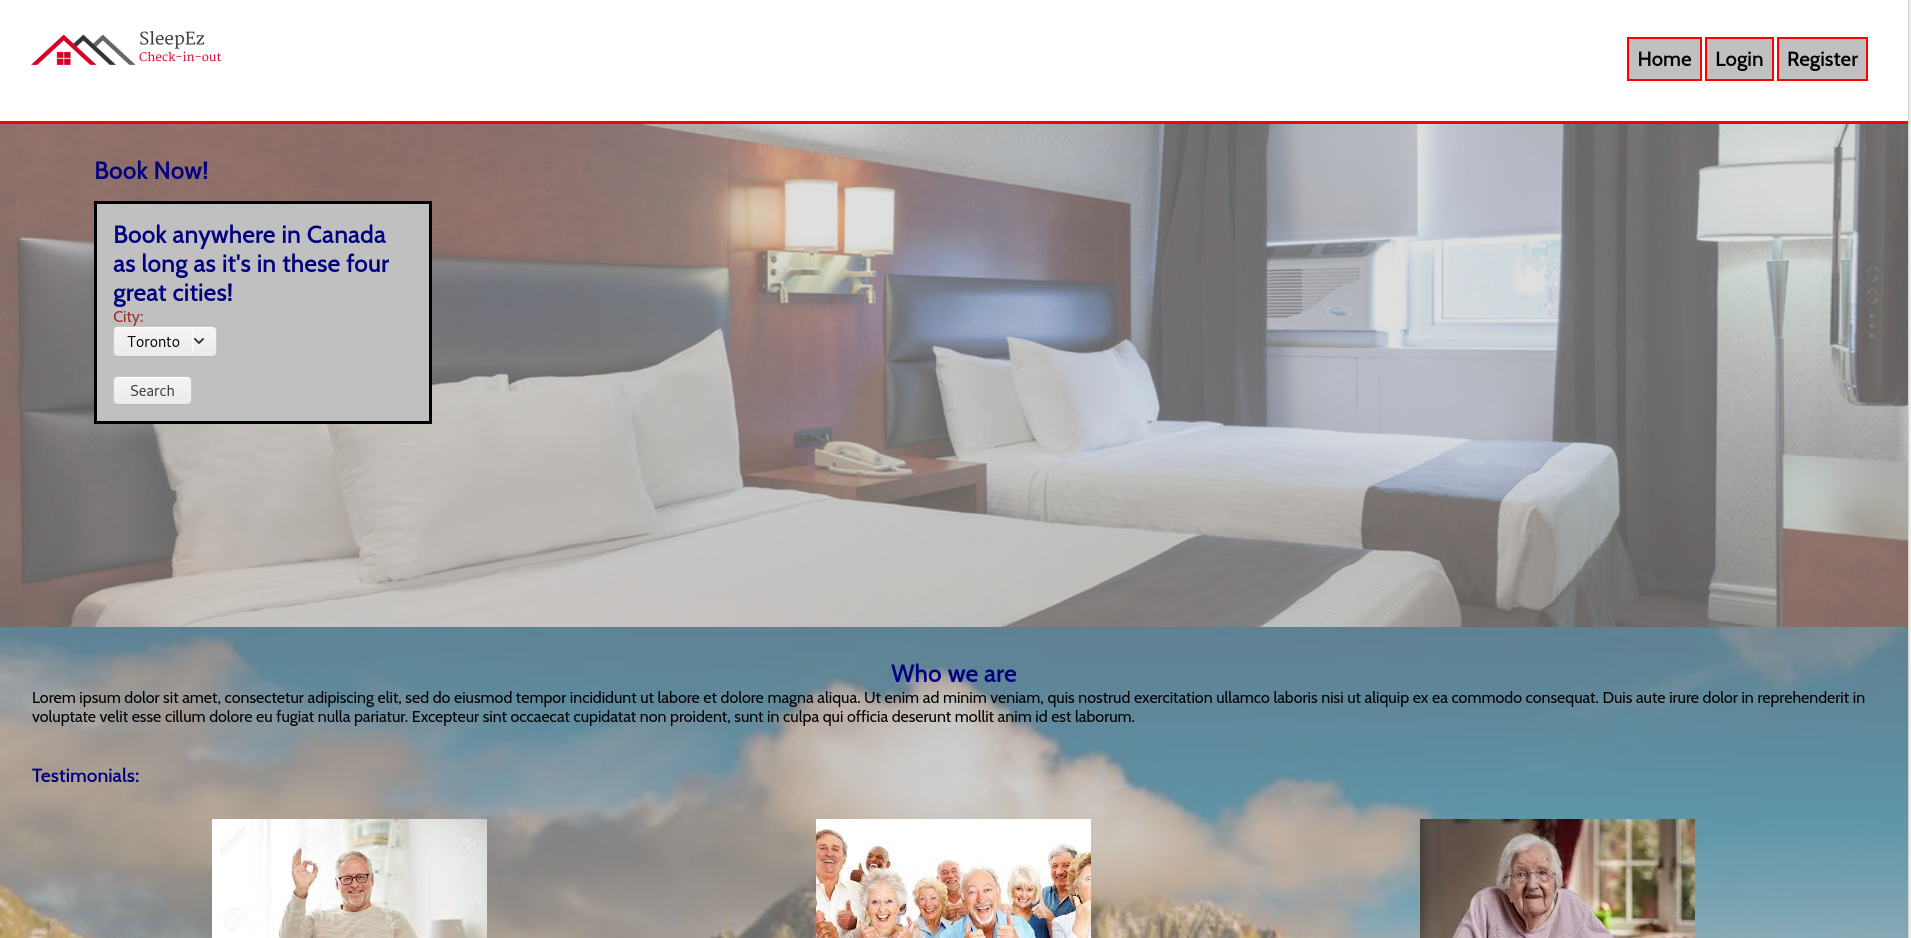 SleepEz
Check-in-out
Home Login Register
Book Now!
Book anywhere in Canada
as long as it's in these four
great cities!
City:
Toronto
Search
Who we are
Lorem ipsum dolor sit amet, consectetur adipiscing elit, sed do eiusmod tempor incididunt ut labore et dolore magna aliqua. Ut enim ad minim veniam, quis nostrud exercitation ullamco laboris nisi ut aliquip ex ea commodo consequat. Duis aute irure dolor in reprehenderit in
voluptate velit esse cillum dolore eu fugiat nulla pariatur. Excepteur sint occaecat cupidatat non proident, sunt in culpa qui officia deserunt mollit anim id est laborum.
Testimonials: